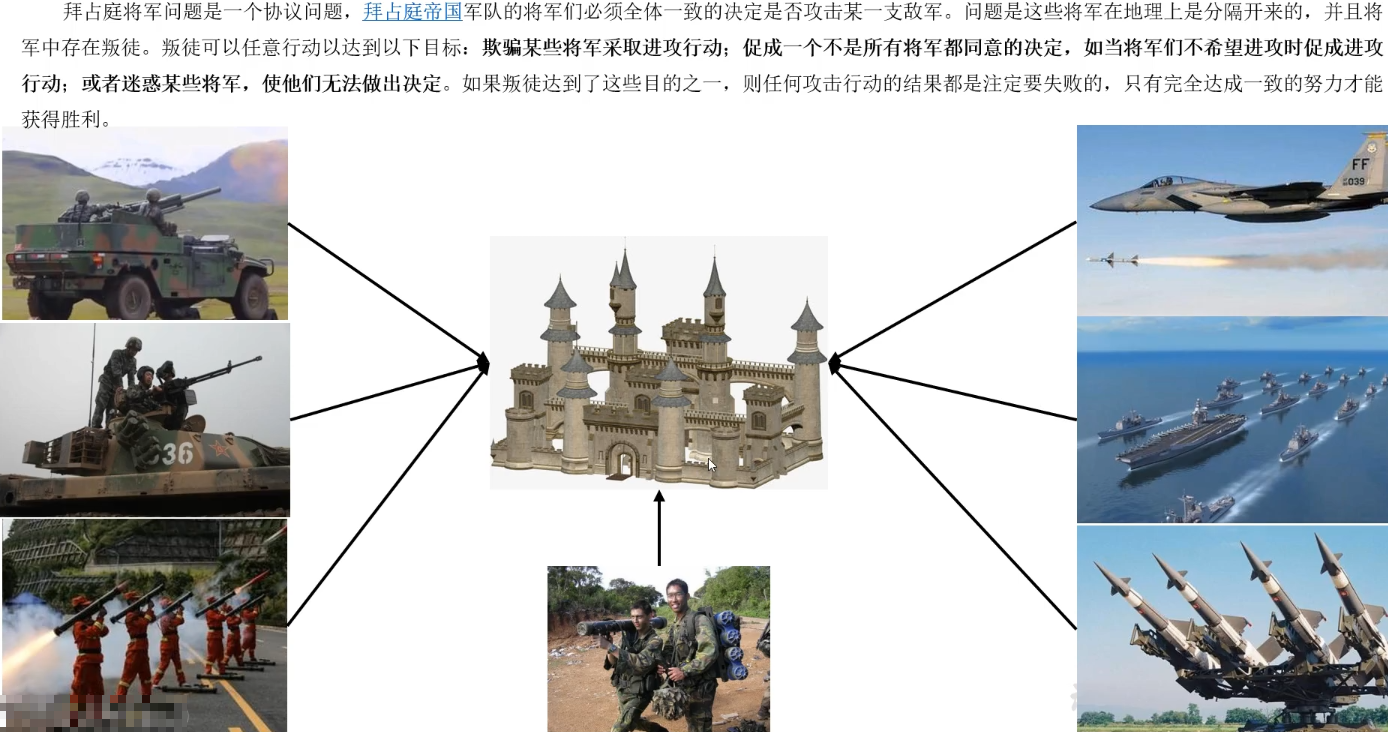 拜占庭将军问题是一个协议问题，拜占庭帝国军队的将军们必须全体一致的决定是否攻击某一支敌军。问题是这些将军在地理上是分隔开来的，并且将
军中存在叛徒。叛徒可以任意行动以达到以下目标：欺骗某些将军采取进攻行动；促成一个不是所有将军都同意的决定，如当将军们不希望进攻时促成进攻
行动；或者迷惑某些将军，使他们无法做出决定。如果叛徒达到了这些目的之一，则任何攻击行动的结果都是注定要失败的，只有完全达成一致的努力才能
获得胜利。
FF
039
36